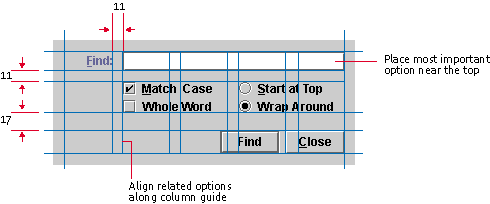 11
Find:
Place most important
option near the top
11
Match Case
Start at Top
Whole Word
Wrap Around
17
Find
Close
Align related options
along column guide